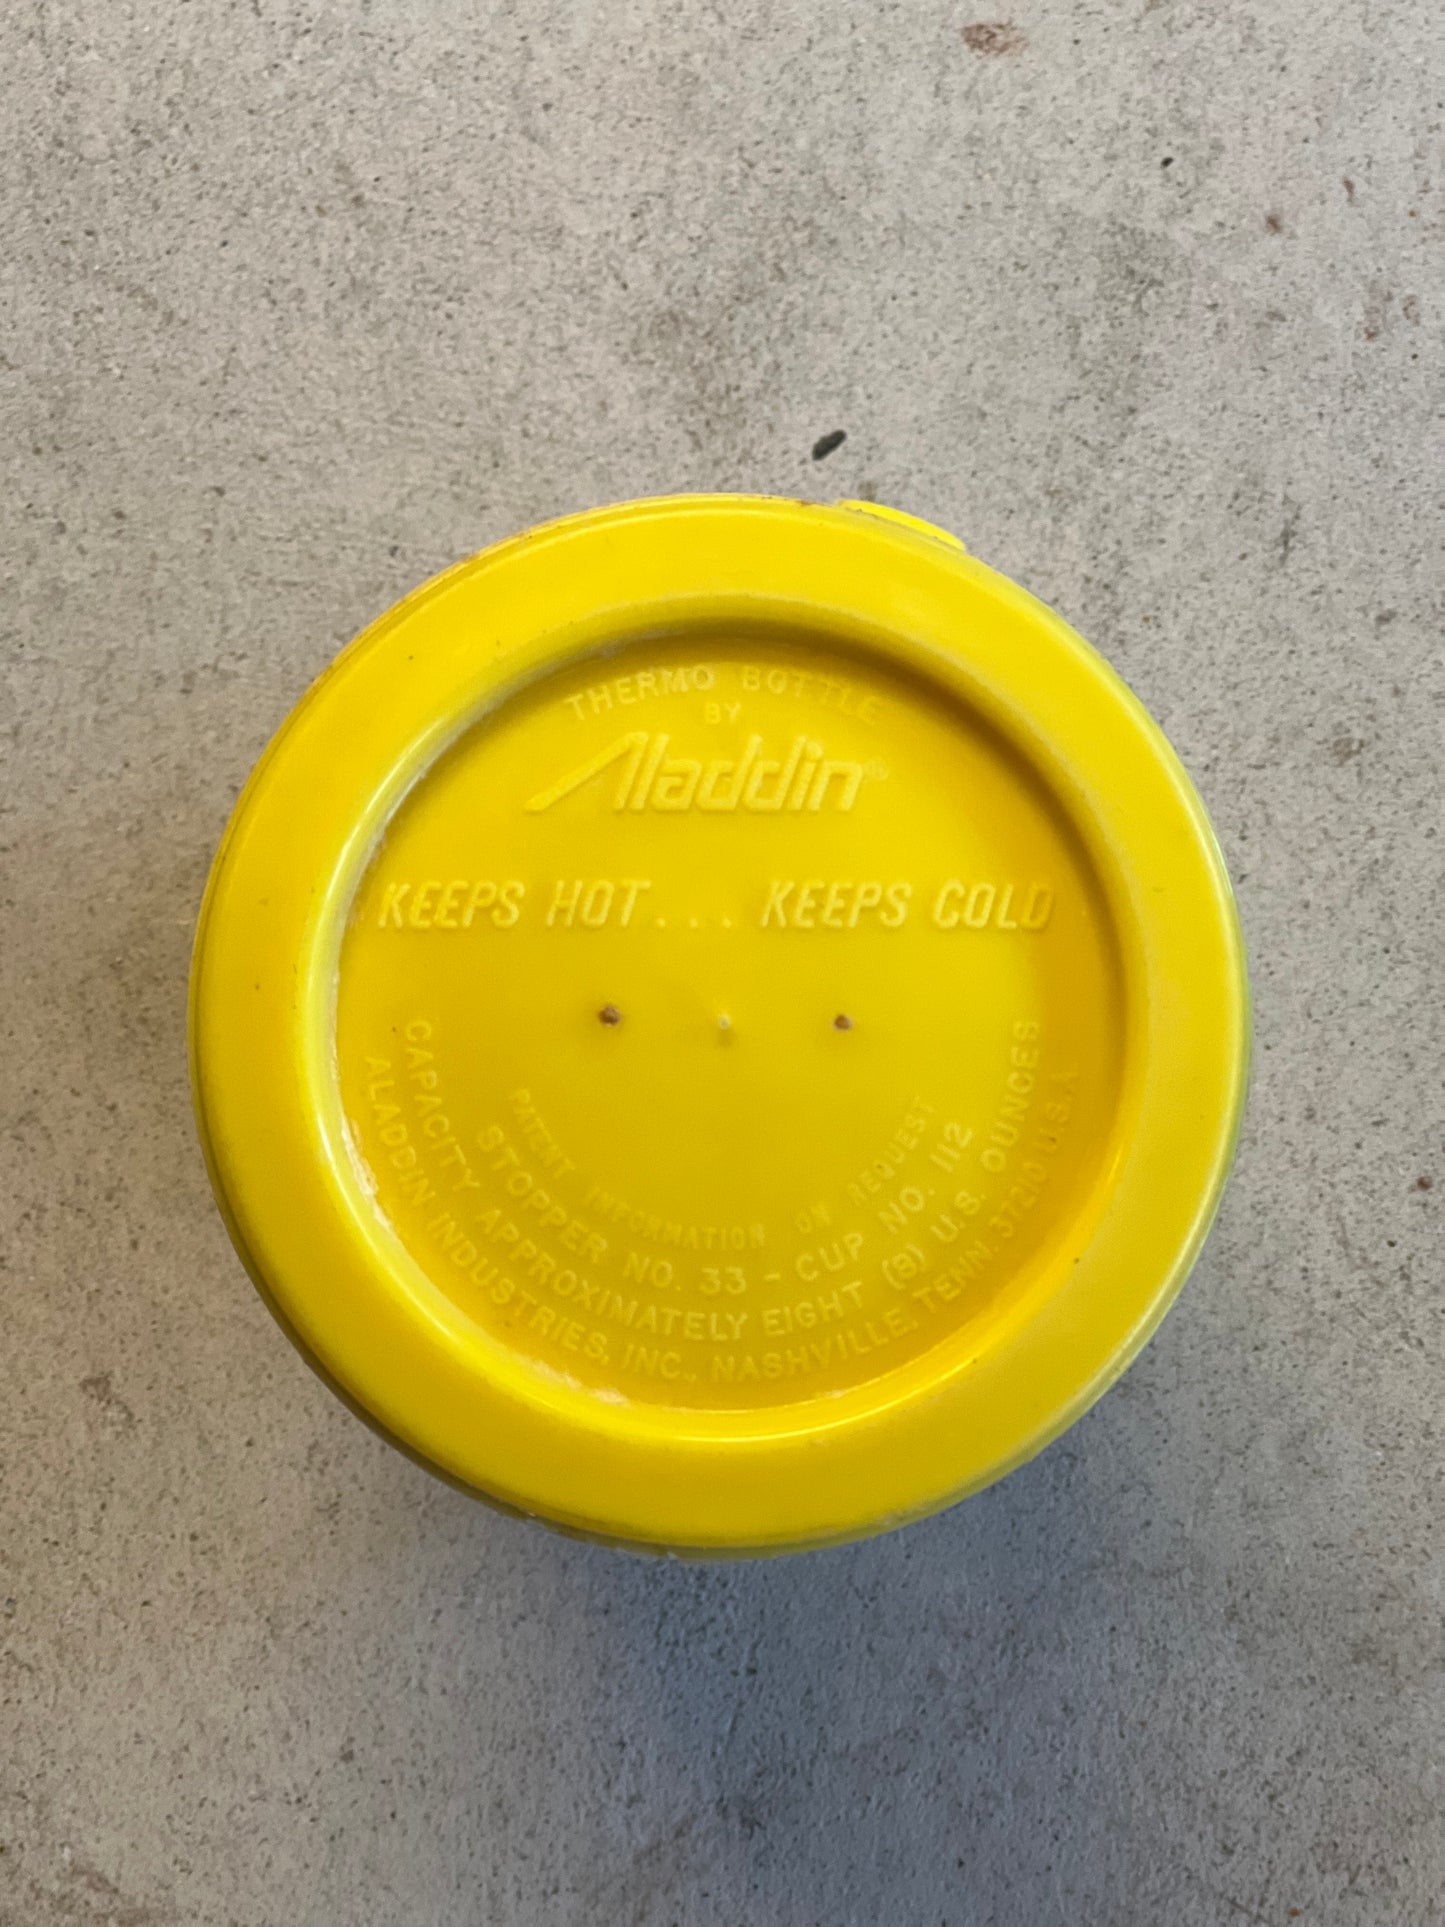 THERMO BOTTLE
BY
Aladdin®
KEEPS HOT... KEEPS COLD
PATENT INFORMATION ON REQUEST
STOPPER NO. 33 - CUP NO. 112
CAPACITY APPROXIMATELY EIGHT (8) U.S. OUNCES
ALADDIN INDUSTRIES, INC., NASHVILLE, TENN. 37210 U.S.A.